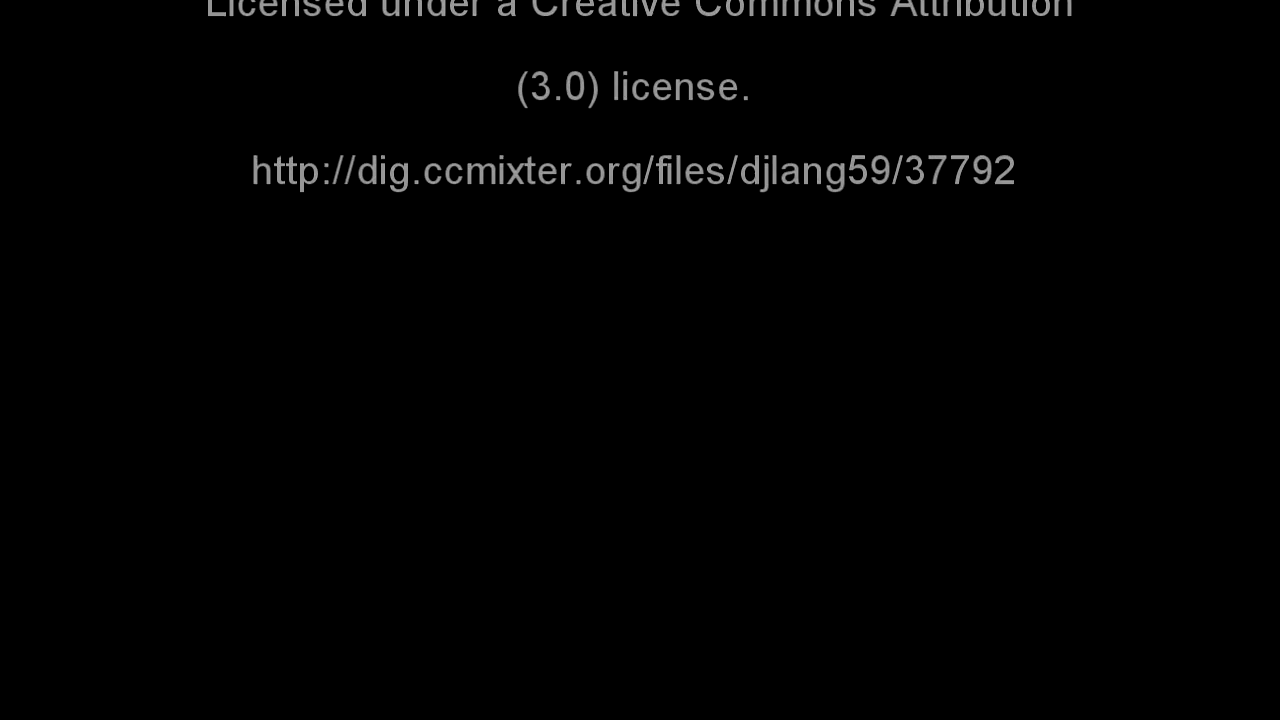 Licensed under a Creative Commons Attribution
(3.0) license.
http://dig.ccmixter.org/files/djlang59/37792